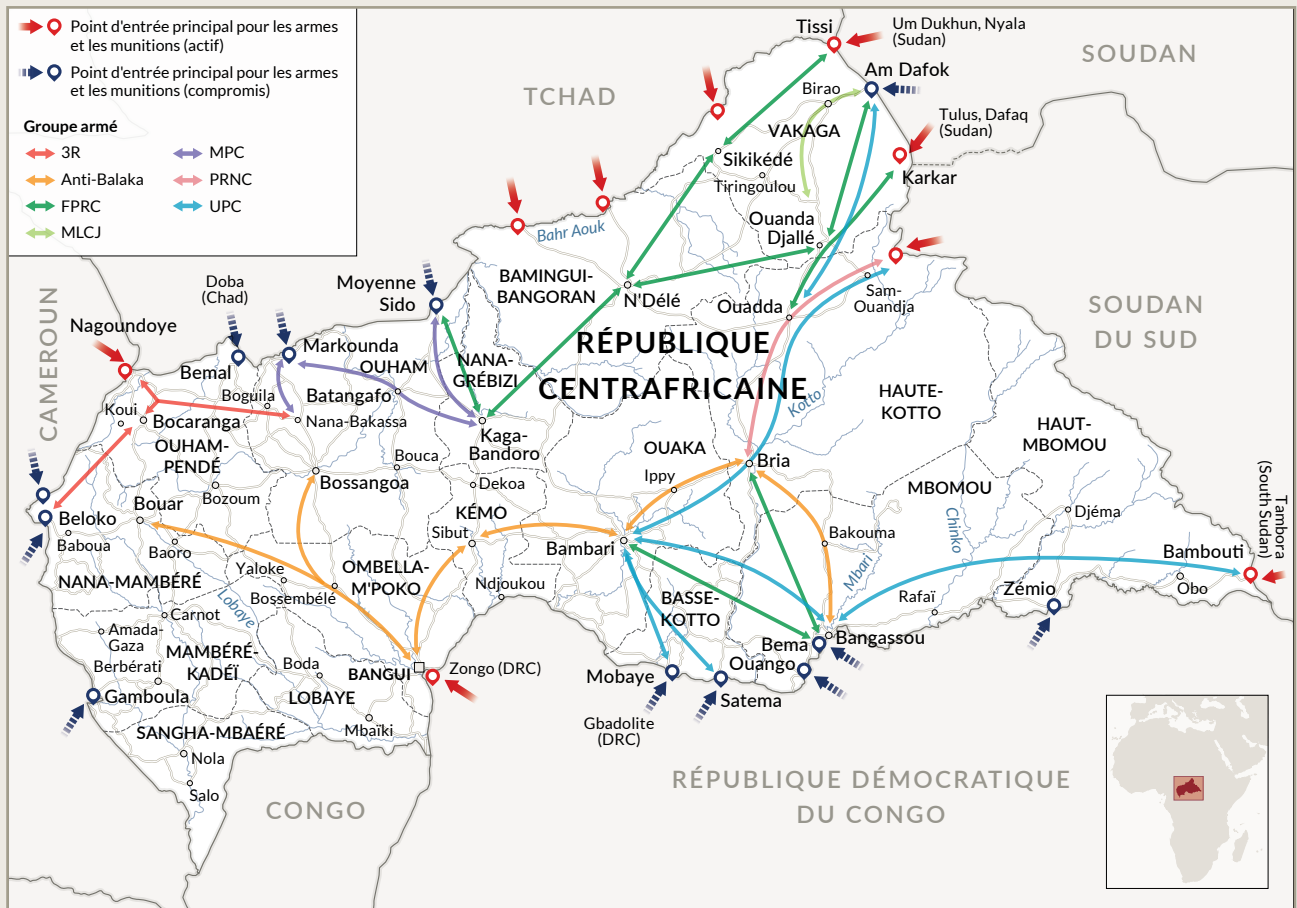 Point d'entrée principal pour les armes
et les munitions (actif)
Point d'entrée principal pour les armes
et les munitions (compromis)
Groupe armé
3R
MPC
Anti-Balaka
PRNC
FPRC
UPC
MLCJ
Tissi
Um Dukhun, Nyala
(Sudan)
SOUDAN
TCHAD
Am Dafok
Birao
Tulus, Dafaq
(Sudan)
VAKAGA
Sikikédé
Tiringoulou
Karkar
Ouanda
Djallé
Bahr Aouk
BAMINGUI-
BANGORAN
N'Délé
Ouadda
Sam-
Ouandja
Moyenne
Sido
Doba
(Chad)
SOUDAN
DU SUD
CAMEROUN
Nagoundoye
Markounda
Bemal
OUHAM
NANA-
GRÉBIZI
RÉPUBLIQUE
CENTRAFRICAINE
Boguila
Batangafo
Koui
Bocaranga
Nana-Bakassa
Kotto
HAUTE-
KOTTO
HAUT-
MBOMOU
Kaga-
Bandoro
OUHAM-
PENDÉ
Bouca
OUAKA
Bria
Ippy
Bossangoa
Dekoa
Bozoum
MBOMOU
Bouar
Beloko
KÉMO
Sibut
Djéma
Chinko
Tambora
(South Sudan)
Baboua
Baoro
Bambari
Bakouma
Bambouti
Yaloke
OMBELLA-
M'POKO
NANA-MAMBÉRÉ
Bossembélé
Ndjoukou
Mbari
Zémio
Obo
Lobaye
BASSE-
KOTTO
Rafaï
Carnot
Amada-
Gaza
MAMBÉRÉ-
KADÉÏ
Bema
Bangassou
Berbérati
Boda
BANGUI
Zongo (DRC)
Ouango
Mobaye
Gamboula
LOBAYE
Satema
Gbadolite
(DRC)
SANGHA-MBAÉRÉ
Mbaïki
Nola
Salo
CONGO
RÉPUBLIQUE DÉMOCRATIQUE
DU CONGO